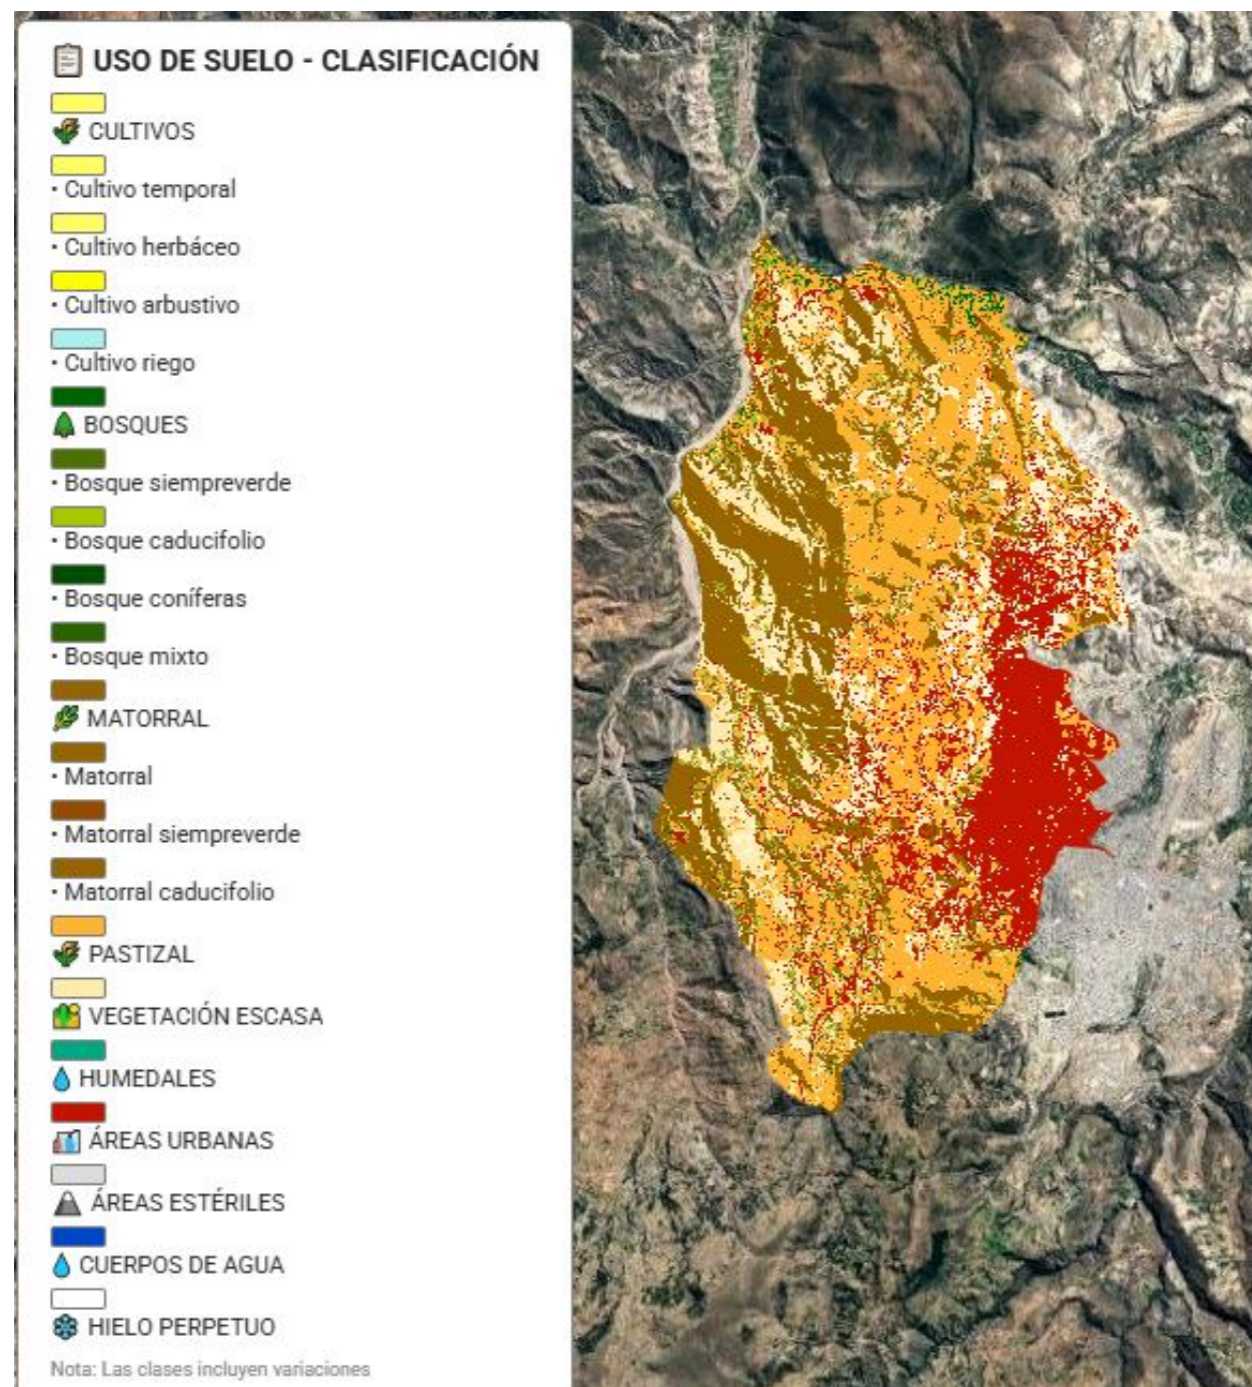 USO DE SUELO - CLASIFICACIÓN
CULTIVOS
• Cultivo temporal
• Cultivo herbáceo
• Cultivo arbustivo
• Cultivo riego
BOSQUES
• Bosque siempreverde
• Bosque caducifolio
• Bosque coníferas
• Bosque mixto
MATORRAL
• Matorral
• Matorral siempreverde
• Matorral caducifolio
PASTIZAL
VEGETACIÓN ESCASA
HUMEDALES
ÁREAS URBANAS
ÁREAS ESTÉRILES
CUERPOS DE AGUA
HIELO PERPETUO
Nota: Las clases incluyen variaciones